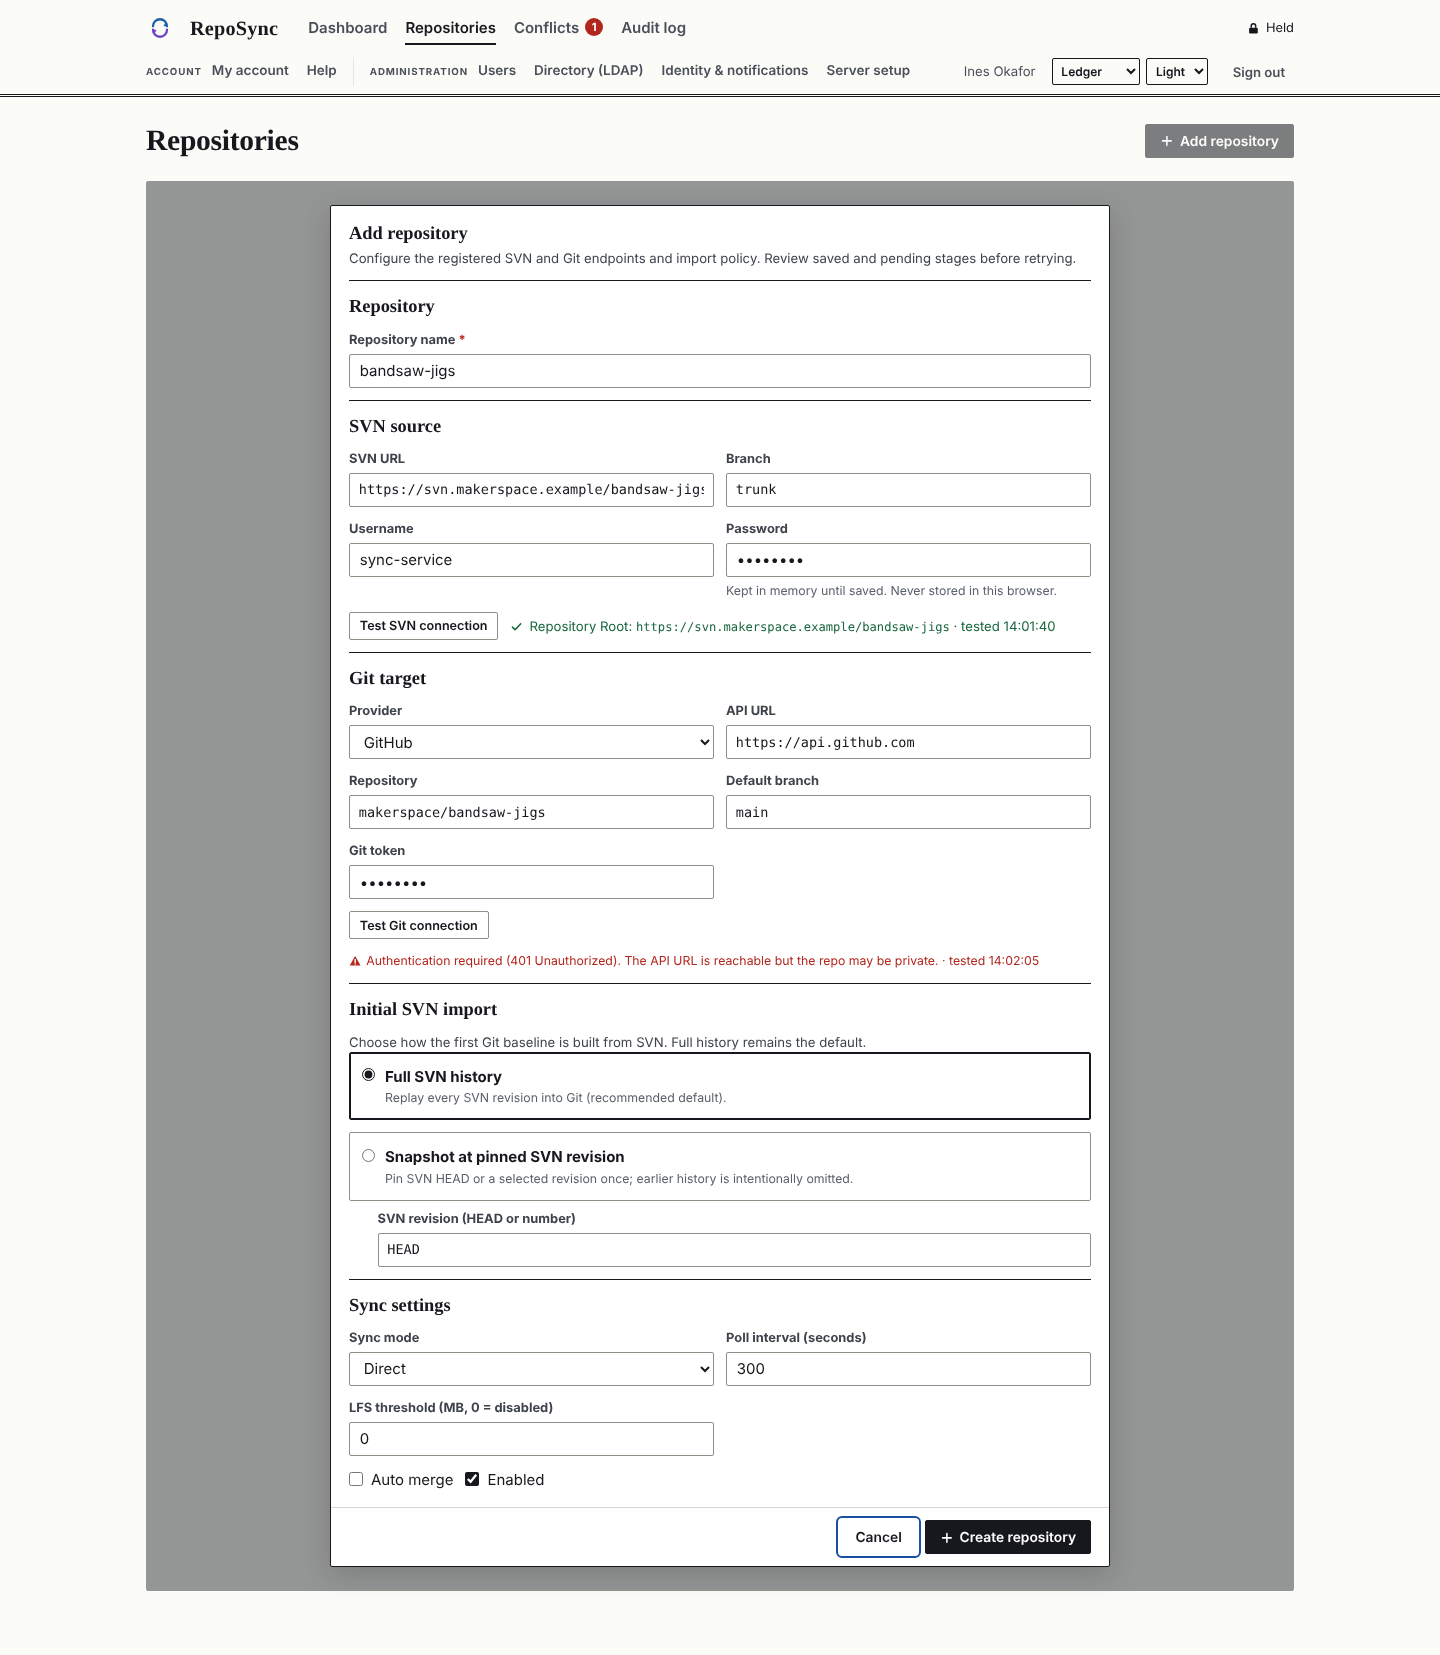 RepoSync Dashboard Repositories Conflicts 1 Audit log Held
ACCOUNT My account Help ADMINISTRATION Users Directory (LDAP) Identity & notifications Server setup Ines Okafor Ledger Light Sign out
Repositories
+ Add repository
Add repository
Configure the registered SVN and Git endpoints and import policy. Review saved and pending stages before retrying.
Repository
Repository name *
bandsaw-jigs
SVN source
SVN URL Branch
https://svn.makerspace.example/bandsaw-jigs trunk
Username Password
sync-service ••••••••
Kept in memory until saved. Never stored in this browser.
Test SVN connection ✓ Repository Root: https://svn.makerspace.example/bandsaw-jigs · tested 14:01:40
Git target
Provider API URL
GitHub https://api.github.com
Repository Default branch
makerspace/bandsaw-jigs main
Git token
••••••••
Test Git connection
Authentication required (401 Unauthorized). The API URL is reachable but the repo may be private. · tested 14:02:05
Initial SVN import
Choose how the first Git baseline is built from SVN. Full history remains the default.
Full SVN history
Replay every SVN revision into Git (recommended default).
Snapshot at pinned SVN revision
Pin SVN HEAD or a selected revision once; earlier history is intentionally omitted.
SVN revision (HEAD or number)
HEAD
Sync settings
Sync mode Poll interval (seconds)
Direct 300
LFS threshold (MB, 0 = disabled)
0
Auto merge Enabled
Cancel + Create repository